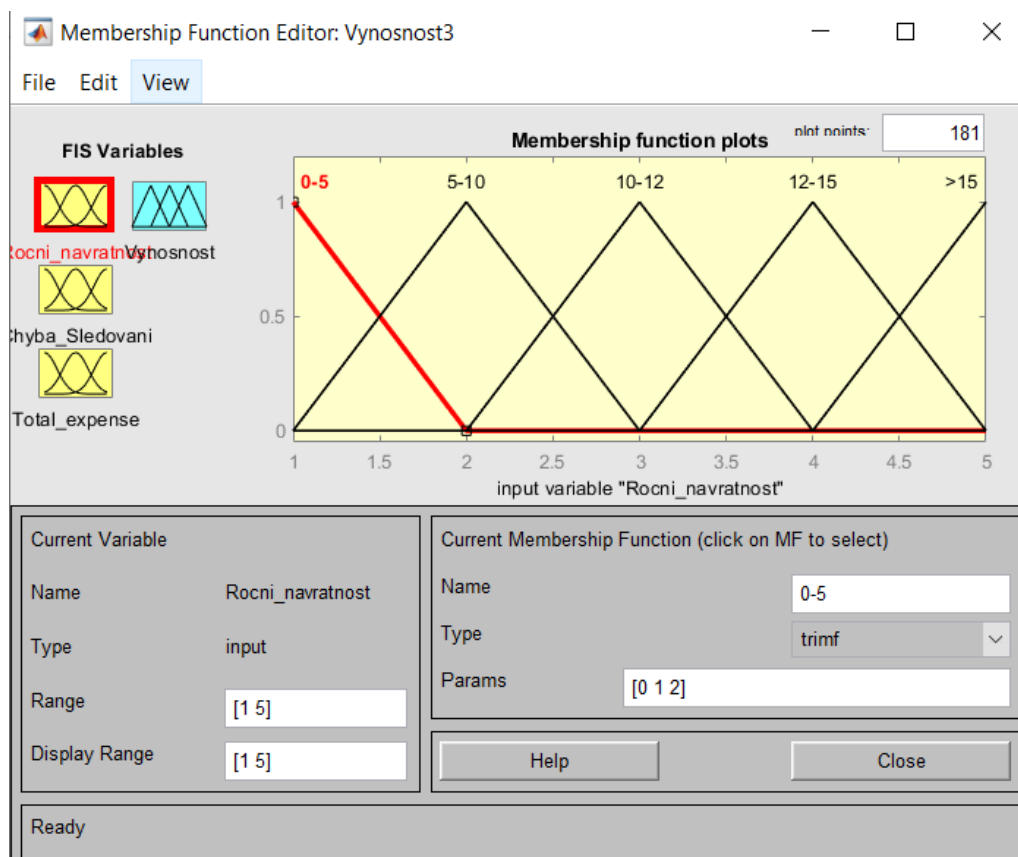 Membership Function Editor: Vynosnost3
File Edit View
FIS Variables
Rocni_navratnost
Vynosnost
Chyba_Sledovani
Total_expense
Membership function plots
plot points:
181
0-5 5-10 10-12 12-15 >15
1
0.5
0
1 1.5 2 2.5 3 3.5 4 4.5 5
input variable "Rocni_navratnost"
Current Variable
Name Rocni_navratnost
Type input
Range [1 5]
Display Range [1 5]
Current Membership Function (click on MF to select)
Name 0-5
Type trimf
Params [0 1 2]
Help Close
Ready